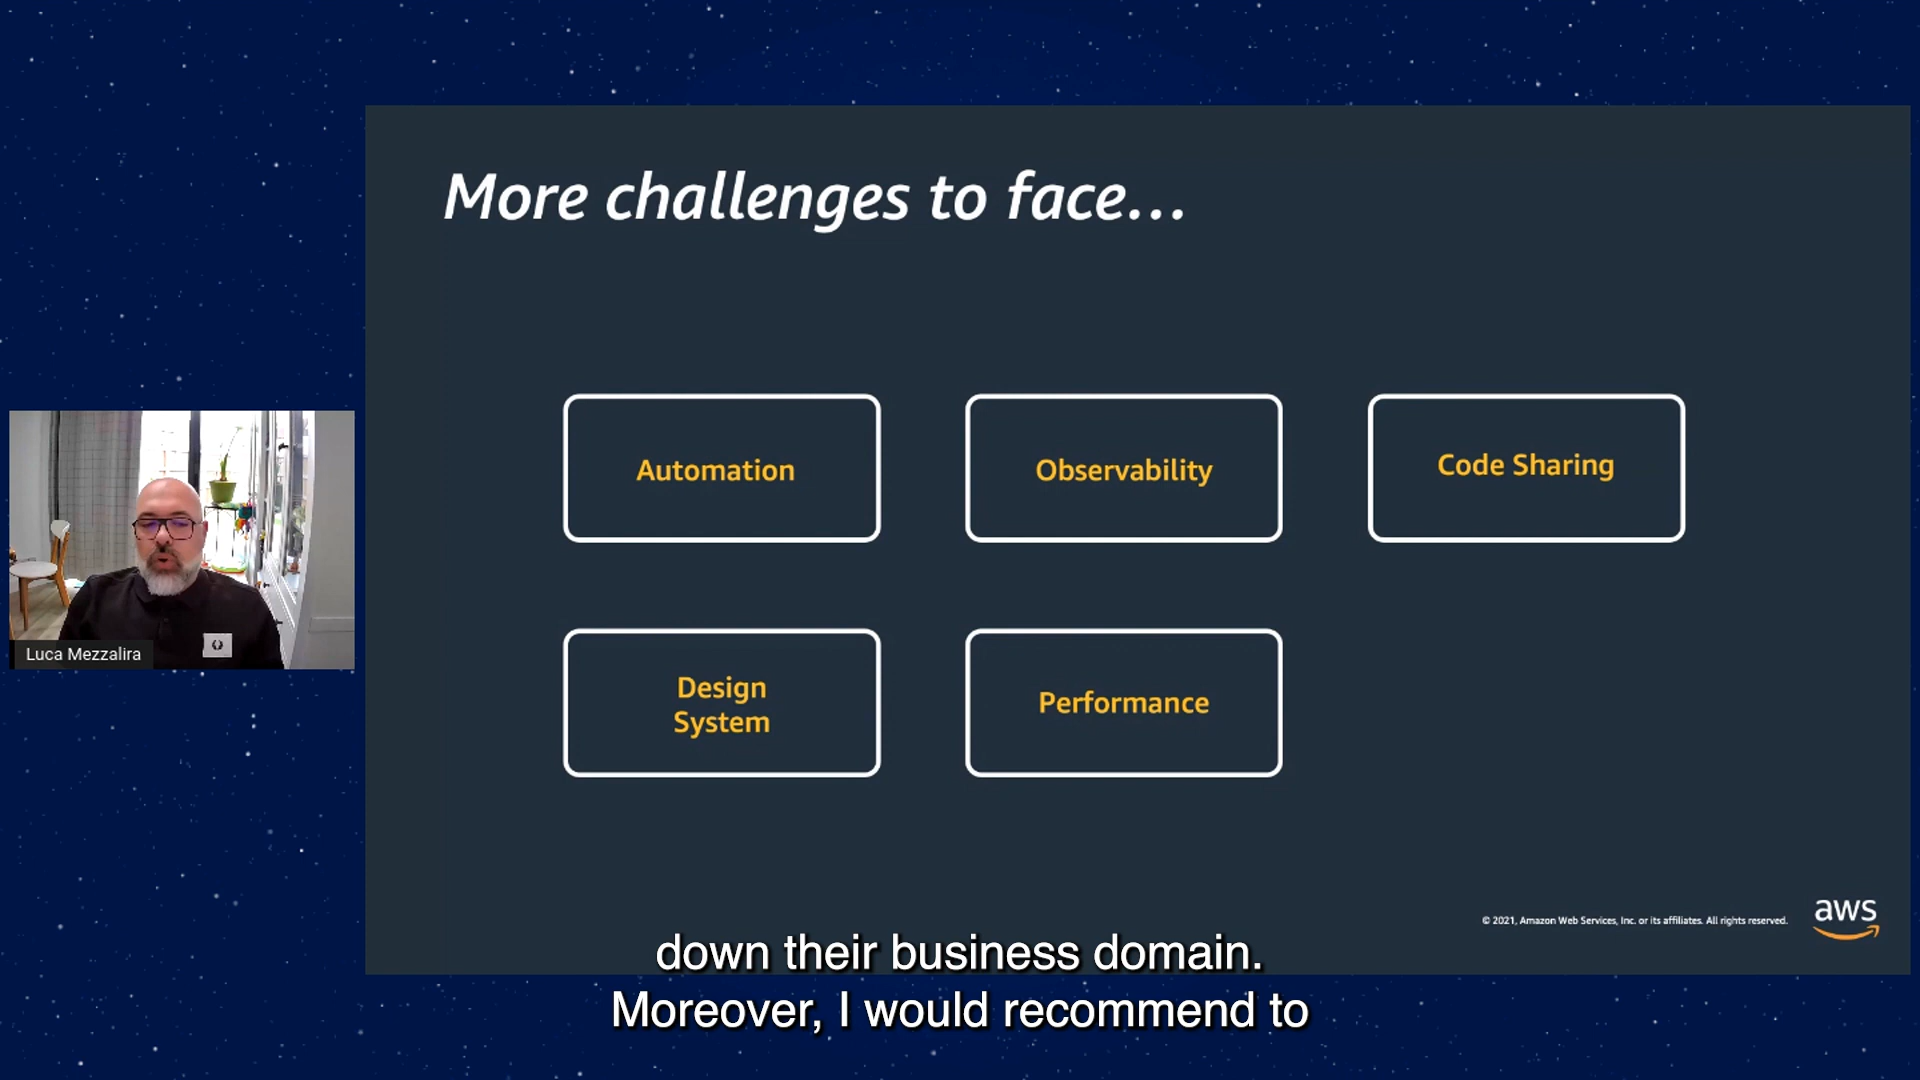 More challenges to face...
Automation
Observability
Code Sharing
Design
System
Performance
Luca Mezzalira
© 2021, Amazon Web Services, Inc. or its affiliates. All rights reserved.
aws
down their business domain.
Moreover, I would recommend to